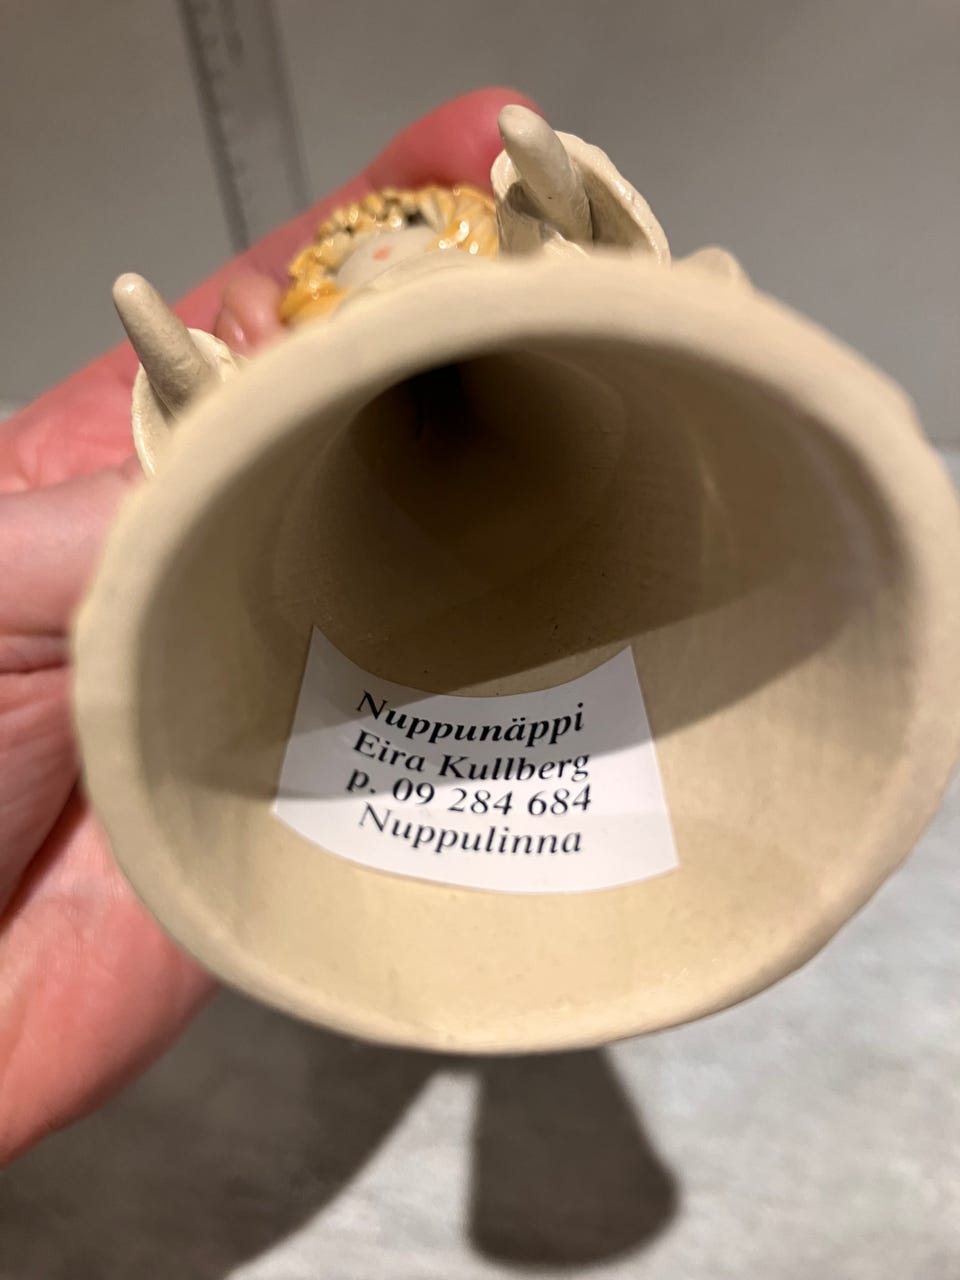 Nuppunäppi
Eira Kullberg
p. 09 284 684
Nuppulinna